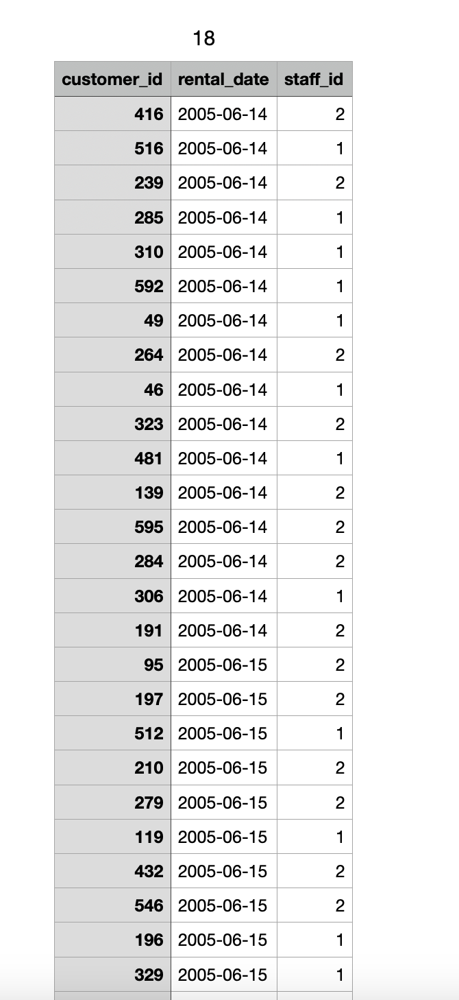 18
customer_id rental_date staff_id
416 2005-06-14 2
516 2005-06-14 1
239 2005-06-14 2
285 2005-06-14 1
310 2005-06-14 1
592 2005-06-14 1
49 2005-06-14 1
264 2005-06-14 2
46 2005-06-14 1
323 2005-06-14 2
481 2005-06-14 1
139 2005-06-14 2
595 2005-06-14 2
284 2005-06-14 2
306 2005-06-14 1
191 2005-06-14 2
95 2005-06-15 2
197 2005-06-15 2
512 2005-06-15 1
210 2005-06-15 2
279 2005-06-15 2
119 2005-06-15 1
432 2005-06-15 2
546 2005-06-15 2
196 2005-06-15 1
329 2005-06-15 1